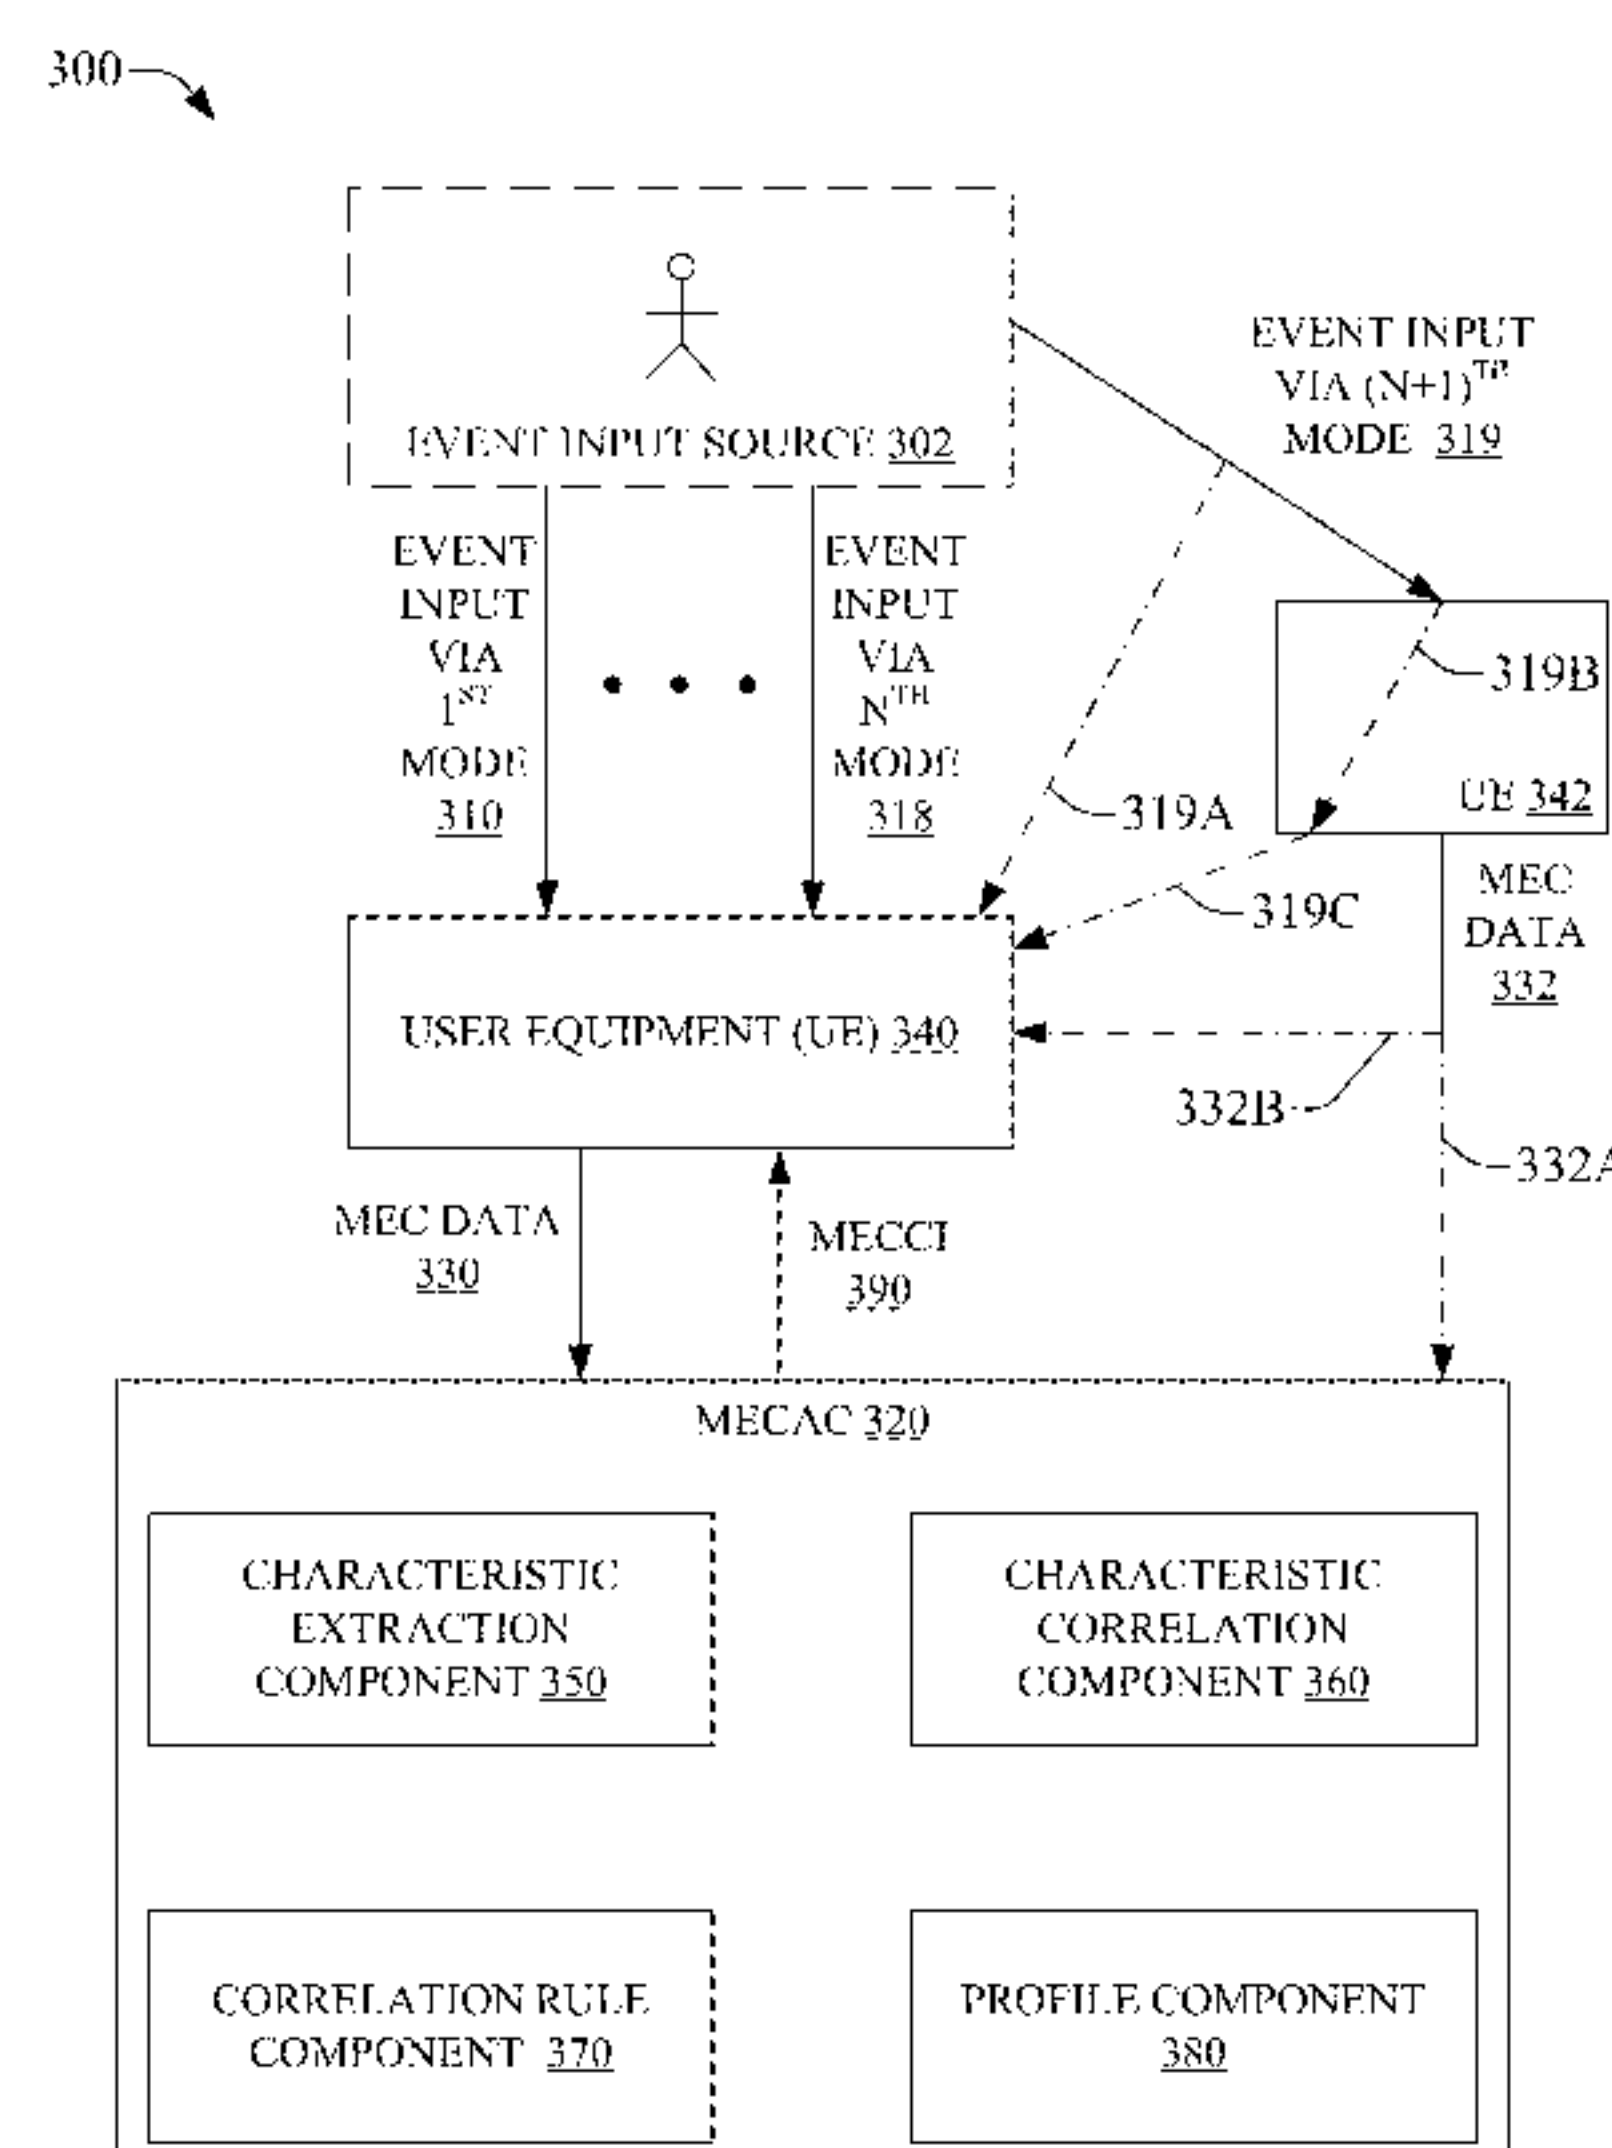 300
EVENT INPUT SOURCE 302
EVENT INPUT
VIA (N+1)TH
MODE 319
EVENT
INPUT
VIA
1ST
MODE
310
EVENT
INPUT
VIA
NTH
MODE
318
319B
UE 342
319A
319C
MEC
DATA
332
USER EQUIPMENT (UE) 340
332B
332A
MEC DATA
330
MECCI
390
MECAC 320
CHARACTERISTIC
EXTRACTION
COMPONENT 350
CHARACTERISTIC
CORRELATION
COMPONENT 360
CORRELATION RULE
COMPONENT 370
PROFILE COMPONENT
380